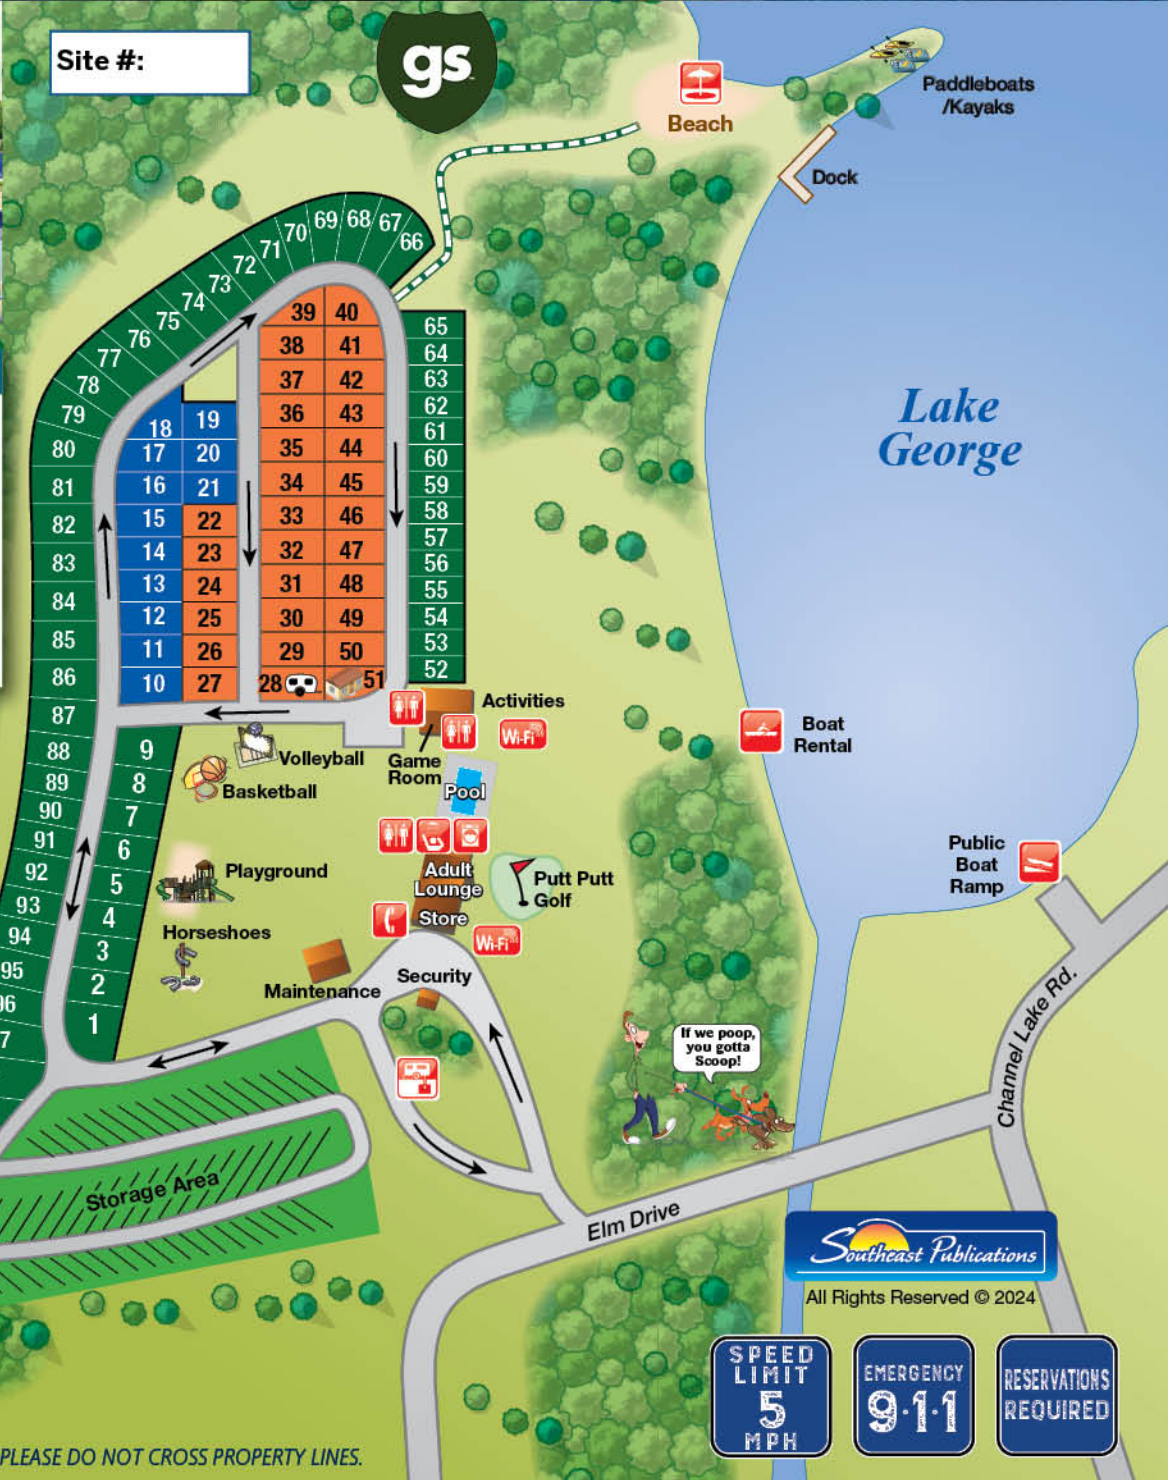 Site #:
gs
Paddleboats
/Kayaks
Beach
Dock
69
68
67
70
66
71
72
73
74
75
76
77
78
79
80
81
82
83
84
85
86
87
88
89
90
91
92
93
94
95
96
7
39 40
38 41
37 42
36 43
35 44
34 45
33 46
32 47
31 48
30 49
29 50
28 51
65
64
63
62
61
60
59
58
57
56
55
54
53
52
18 19
17 20
16 21
15 22
14 23
13 24
12 25
11 26
10 27
9
8
7
6
5
4
3
2
1
Lake
George
Activities
Wi-Fi
Game
Room
Volleyball
Basketball
Pool
Boat
Rental
Playground
Adult
Lounge
Putt Putt
Golf
Store
Wi-Fi
Horseshoes
Public
Boat
Ramp
Maintenance
Security
If we poop,
you gotta
Scoop!
Channel Lake Rd.
Storage Area
Elm Drive
Southeast Publications
All Rights Reserved © 2024
SPEED
LIMIT
5
MPH
EMERGENCY
9·1·1
RESERVATIONS
REQUIRED
PLEASE DO NOT CROSS PROPERTY LINES.